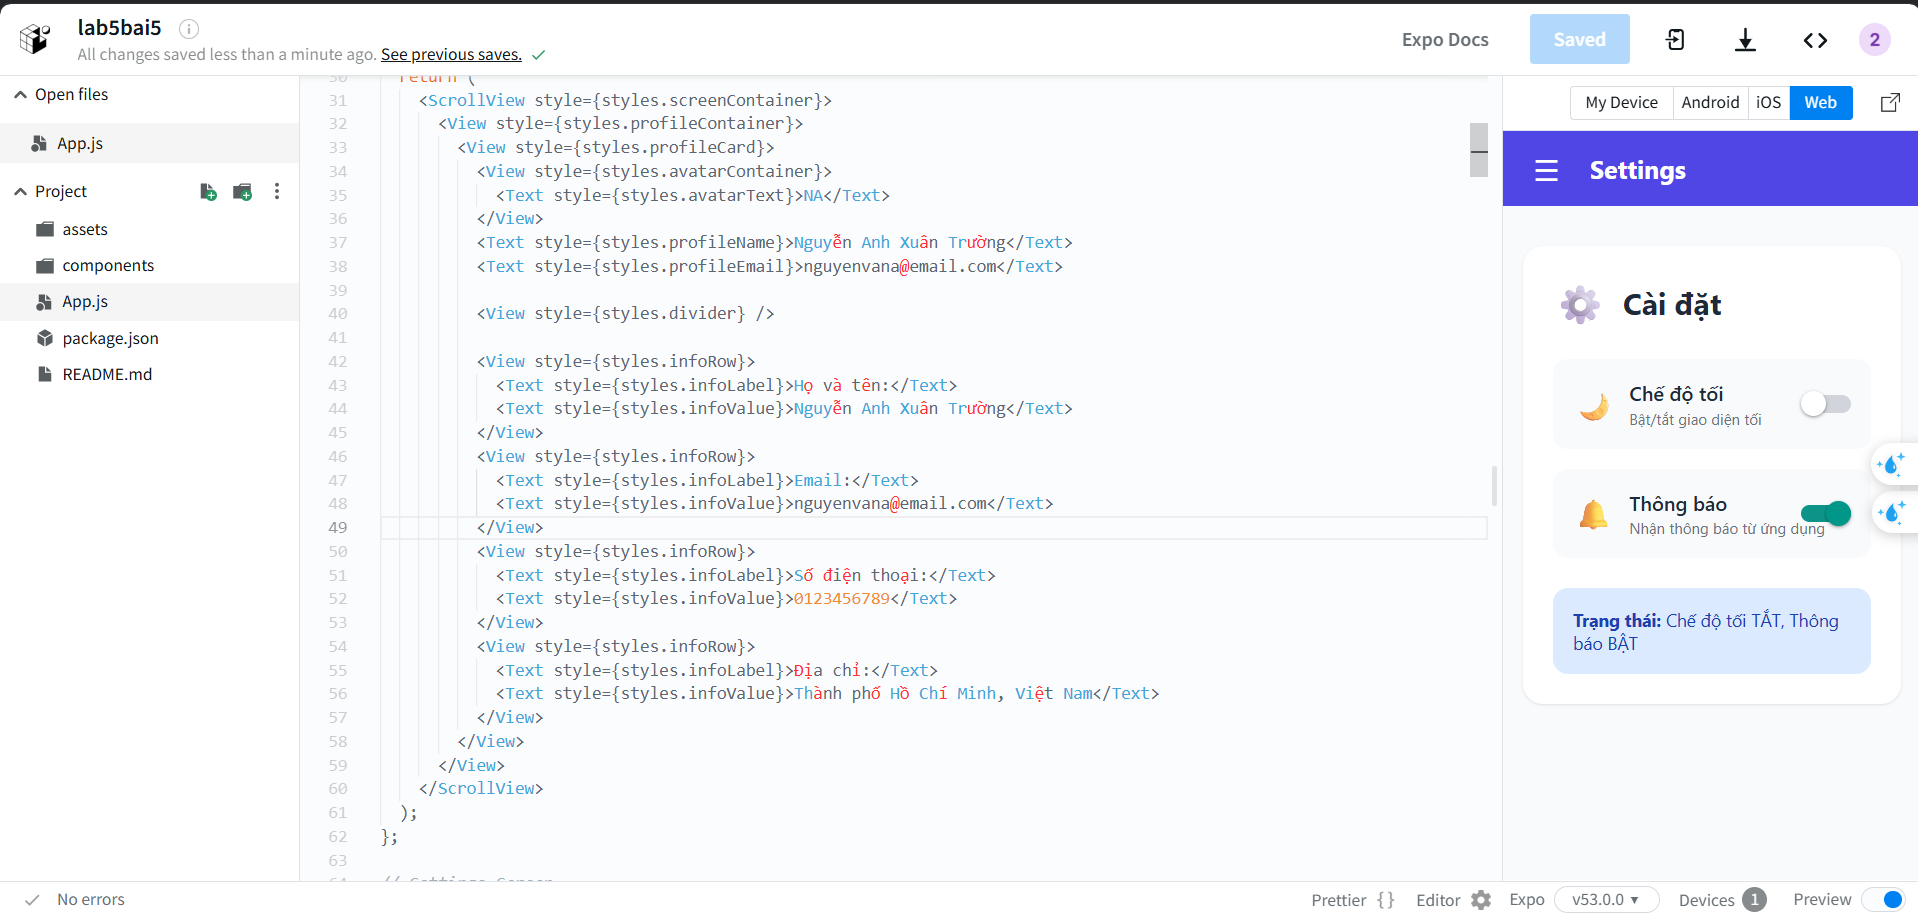 lab5bai5
All changes saved less than a minute ago. See previous saves.
Expo Docs
Saved
2
Open files
App.js
Project
assets
components
App.js
package.json
README.md
30 return (
31 <ScrollView style={styles.screenContainer}>
32 <View style={styles.profileContainer}>
33 <View style={styles.profileCard}>
34 <View style={styles.avatarContainer}>
35 <Text style={styles.avatarText}>NA</Text>
36 </View>
37 <Text style={styles.profileName}>Nguyễn Anh Xuân Trường</Text>
38 <Text style={styles.profileEmail}>nguyenvana@email.com</Text>
39
40 <View style={styles.divider} />
41
42 <View style={styles.infoRow}>
43 <Text style={styles.infoLabel}>Họ và tên:</Text>
44 <Text style={styles.infoValue}>Nguyễn Anh Xuân Trường</Text>
45 </View>
46 <View style={styles.infoRow}>
47 <Text style={styles.infoLabel}>Email:</Text>
48 <Text style={styles.infoValue}>nguyenvana@email.com</Text>
49 </View>
50 <View style={styles.infoRow}>
51 <Text style={styles.infoLabel}>Số điện thoại:</Text>
52 <Text style={styles.infoValue}>0123456789</Text>
53 </View>
54 <View style={styles.infoRow}>
55 <Text style={styles.infoLabel}>Địa chỉ:</Text>
56 <Text style={styles.infoValue}>Thành phố Hồ Chí Minh, Việt Nam</Text>
57 </View>
58 </View>
59 </View>
60 </ScrollView>
61 );
62 };
63
64 // Settings Screen
My Device
Android
iOS
Web
Settings
Cài đặt
Chế độ tối
Bật/tắt giao diện tối
Thông báo
Nhận thông báo từ ứng dụng
Trạng thái: Chế độ tối TẮT, Thông
báo BẬT
No errors
Prettier {}
Editor
Expo
v53.0.0
Devices 1
Preview